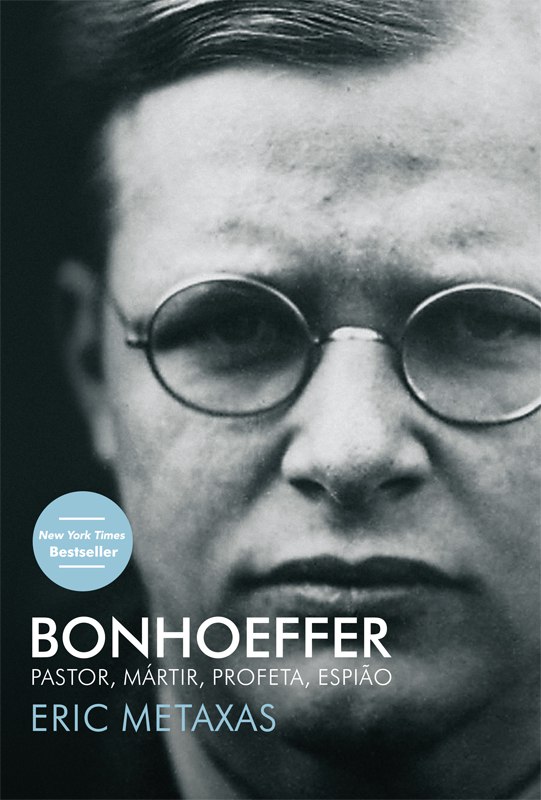 New York Times
Bestseller
BONHOEFFER
PASTOR, MÁRTIR, PROFETA, ESPIÃO
ERIC METAXAS